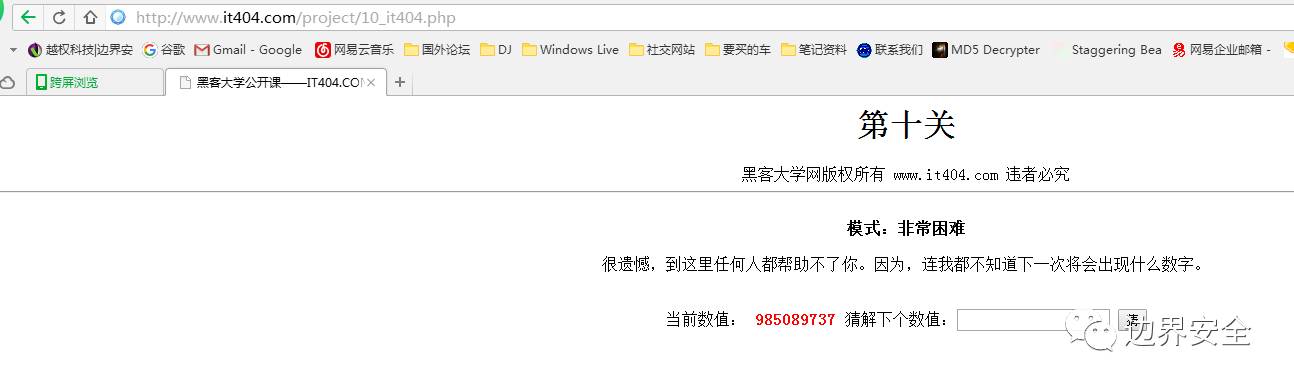 http://www.it404.com/project/10_it404.php
越权科技|边界安 谷歌 Gmail - Google 网易云音乐 国外论坛 DJ Windows Live 社交网站 要买的车 笔记资料 联系我们 MD5 Decrypter Staggering Bea 网易企业邮箱 -
跨屏浏览 黑客大学公开课——IT404.CO
第十关
黑客大学网版权所有 www.it404.com 违者必究
模式：非常困难
很遗憾，到这里任何人都帮助不了你。因为，连我都不知道下一次将会出现什么数字。
当前数值： 985089737 猜解下个数值： 猜
边界安全